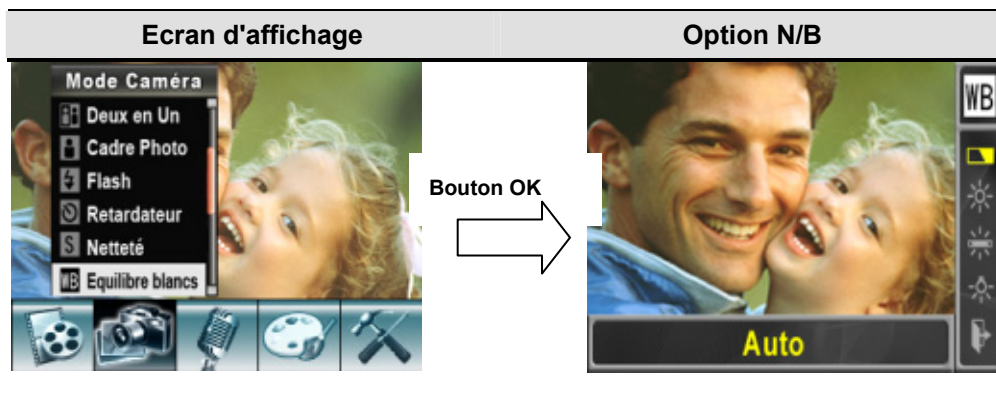 Ecran d'affichage
Option N/B
Mode Caméra
Deux en Un
Cadre Photo
Flash
Retardateur
S Netteté
WB Equilibre blancs
Bouton OK
WB
Auto